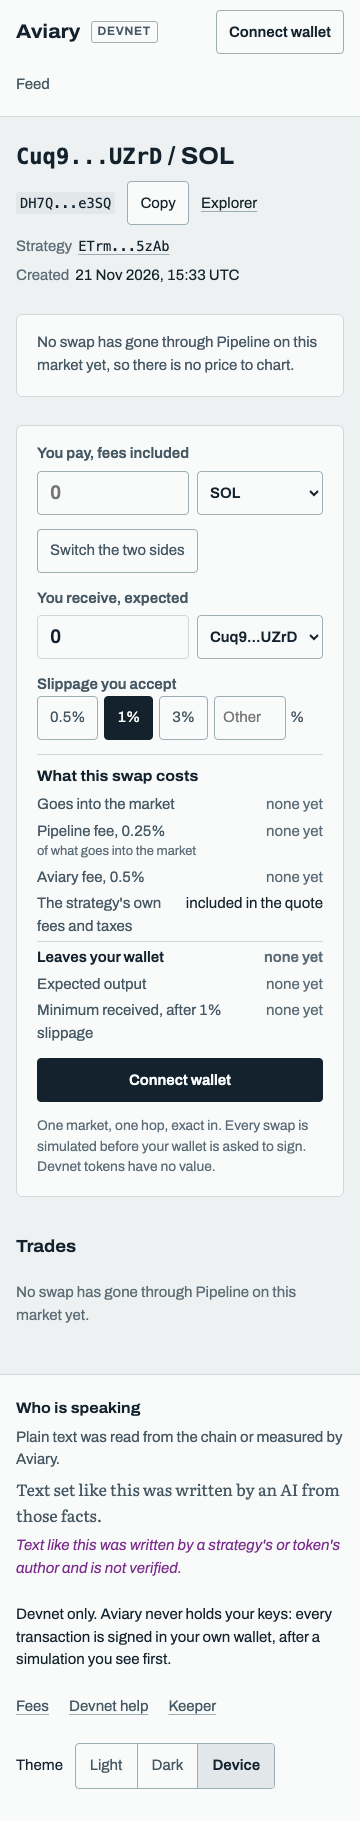 Aviary DEVNET Connect wallet
Feed
Cuq9...UZrD / SOL
DH7Q...e3SQ Copy Explorer
Strategy ETrm...5zAb
Created 21 Nov 2026, 15:33 UTC
No swap has gone through Pipeline on this
market yet, so there is no price to chart.
You pay, fees included
0 SOL
Switch the two sides
You receive, expected
0 Cuq9...UZrD
Slippage you accept
0.5% 1% 3% Other %
What this swap costs
Goes into the market none yet
Pipeline fee, 0.25% none yet
of what goes into the market
Aviary fee, 0.5% none yet
The strategy's own included in the quote
fees and taxes
Leaves your wallet none yet
Expected output none yet
Minimum received, after 1% none yet
slippage
Connect wallet
One market, one hop, exact in. Every swap is
simulated before your wallet is asked to sign.
Devnet tokens have no value.
Trades
No swap has gone through Pipeline on this
market yet.
Who is speaking
Plain text was read from the chain or measured by
Aviary.
Text set like this was written by an AI from
those facts.
Text like this was written by a strategy's or token's
author and is not verified.
Devnet only. Aviary never holds your keys: every
transaction is signed in your own wallet, after a
simulation you see first.
Fees Devnet help Keeper
Theme Light Dark Device